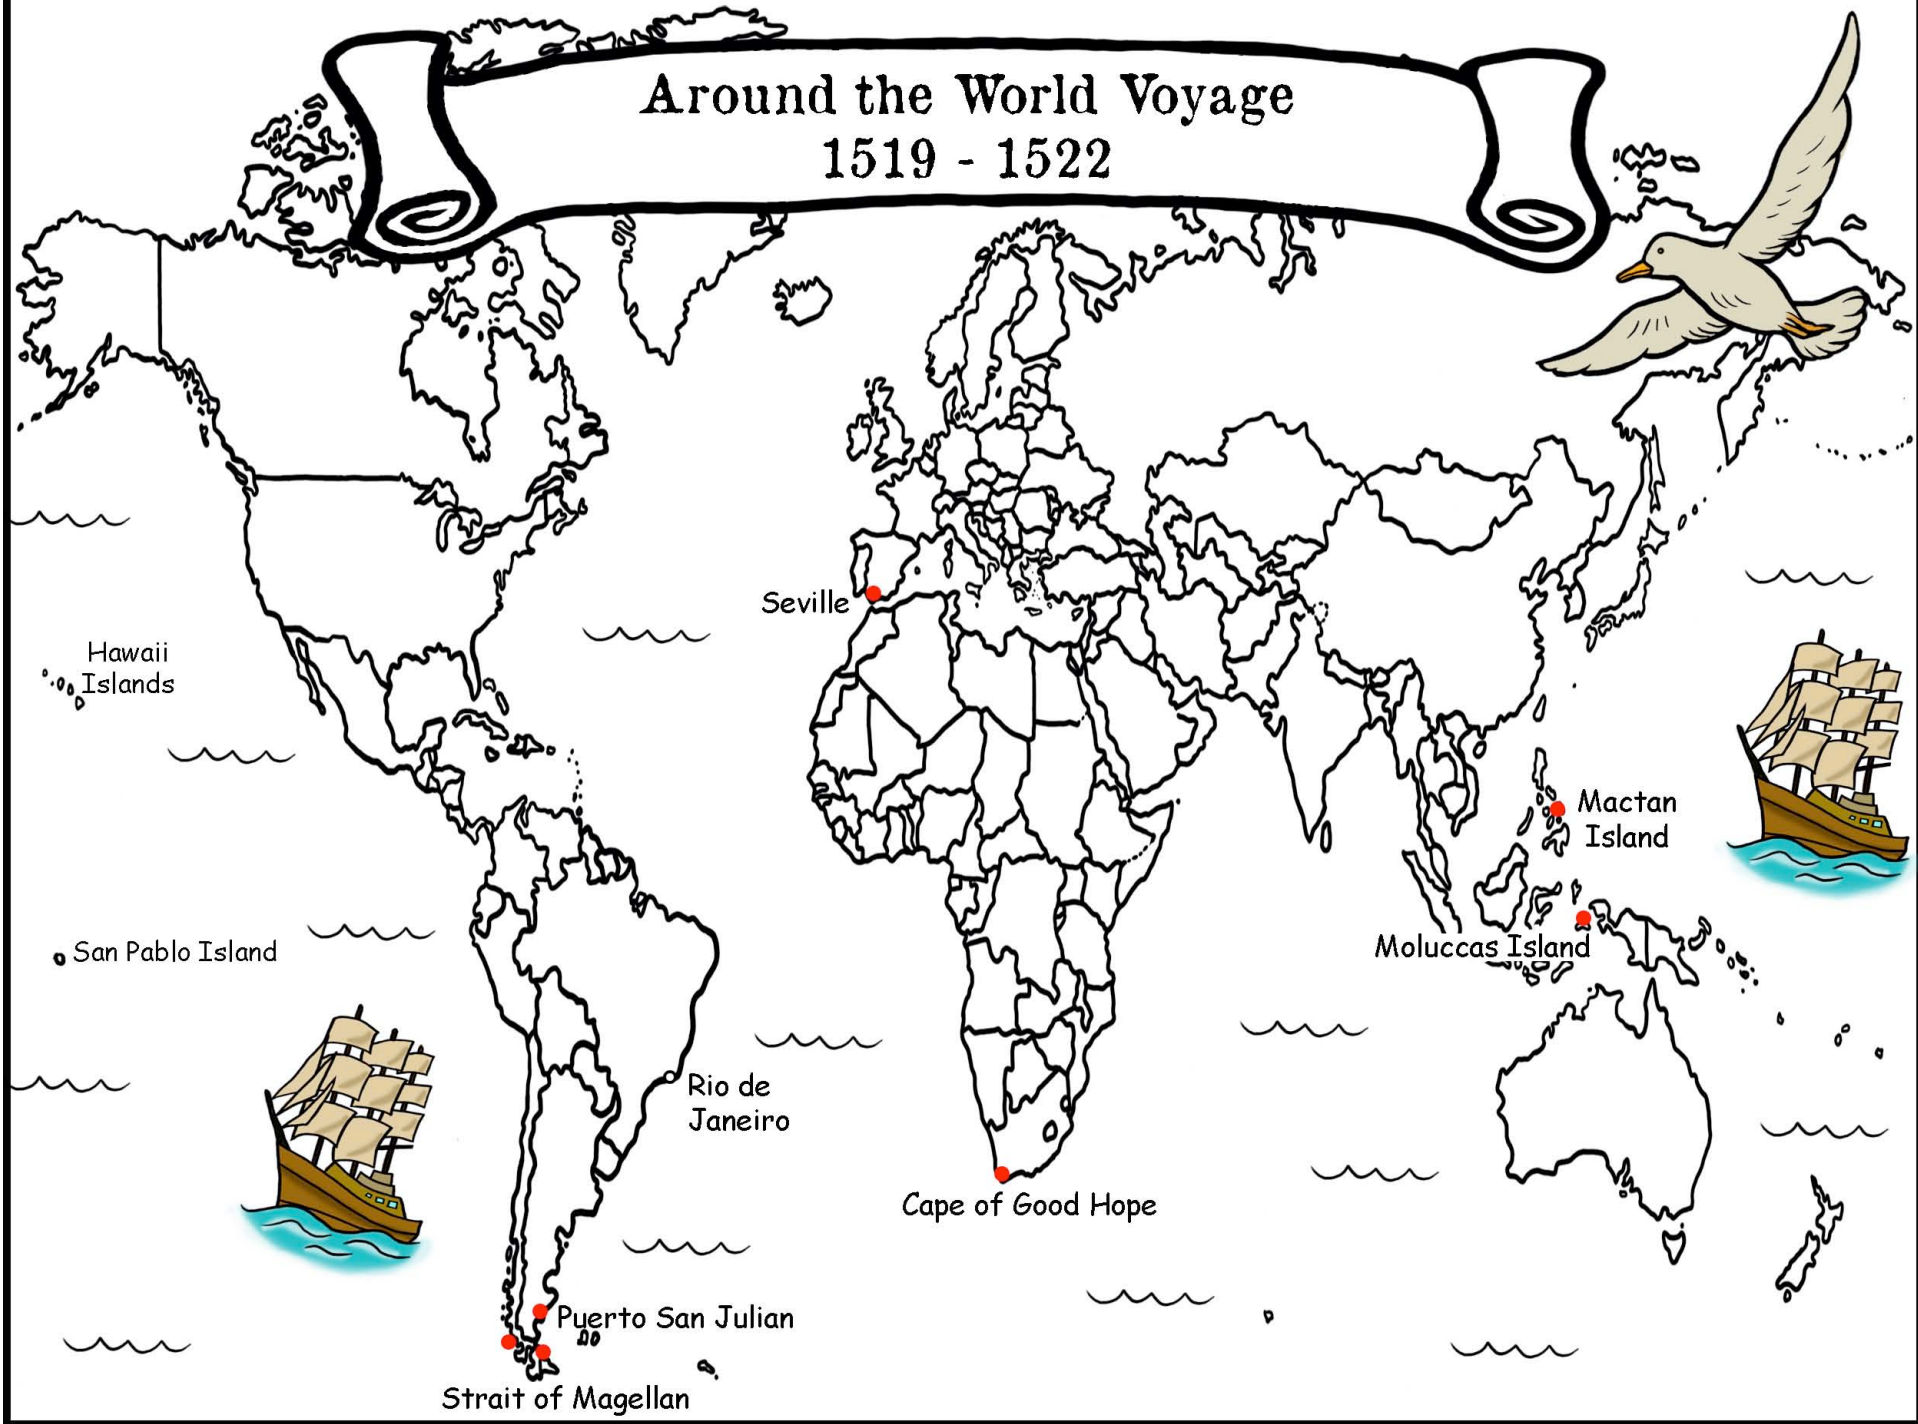 Around the World Voyage
1519 - 1522
Seville
Hawaii
Islands
Mactan
Island
Moluccas Island
San Pablo Island
Rio de
Janeiro
Cape of Good Hope
Puerto San Julian
Strait of Magellan